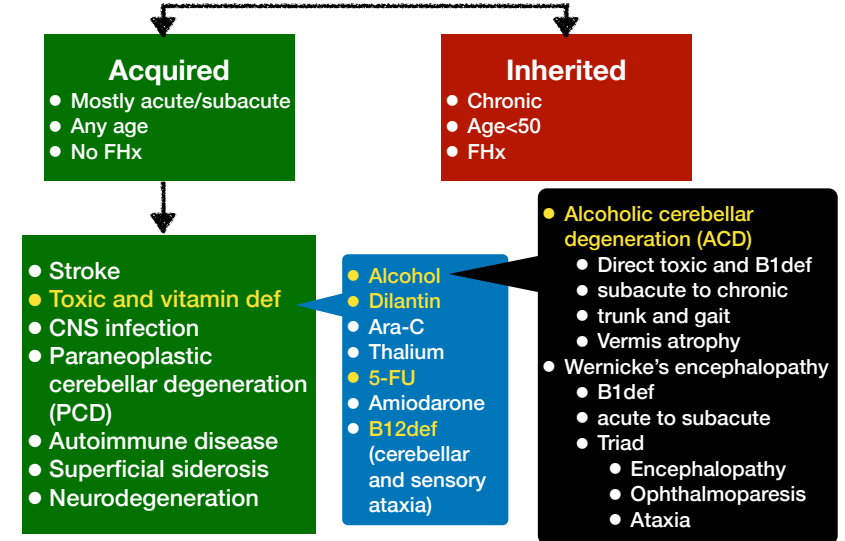 Acquired
● Mostly acute/subacute
● Any age
● No FHx
Inherited
● Chronic
● Age<50
● FHx
● Stroke
● Toxic and vitamin def
● CNS infection
● Paraneoplastic
cerebellar degeneration
(PCD)
● Autoimmune disease
● Superficial siderosis
● Neurodegeneration
● Alcohol
● Dilantin
● Ara-C
● Thalium
● 5-FU
● Amiodarone
● B12def
(cerebellar
and sensory
ataxia)
● Alcoholic cerebellar
degeneration (ACD)
● Direct toxic and B1def
● subacute to chronic
● trunk and gait
● Vermis atrophy
● Wernicke's encephalopathy
● B1def
● acute to subacute
● Triad
● Encephalopathy
● Ophthalmoparesis
● Ataxia